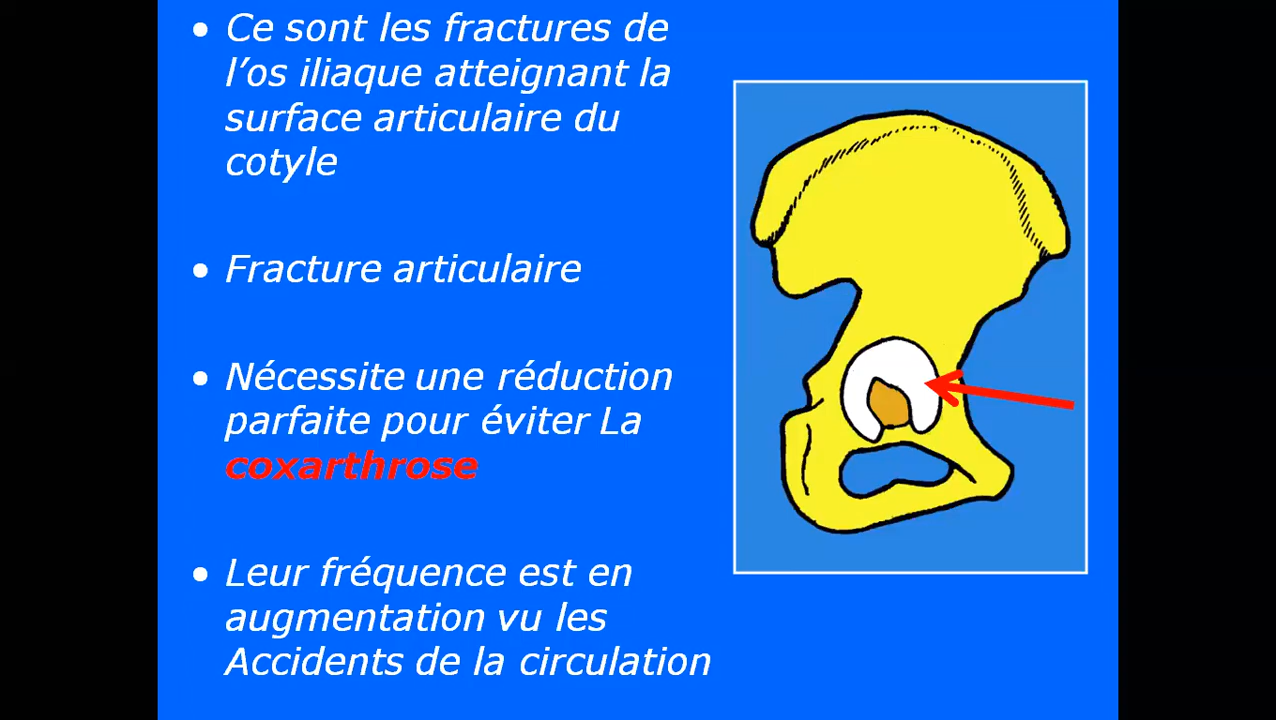 • Ce sont les fractures de
l’os iliaque atteignant la
surface articulaire du
cotyle
• Fracture articulaire
• Nécessite une réduction
parfaite pour éviter La
coxarthrose
• Leur fréquence est en
augmentation vu les
Accidents de la circulation